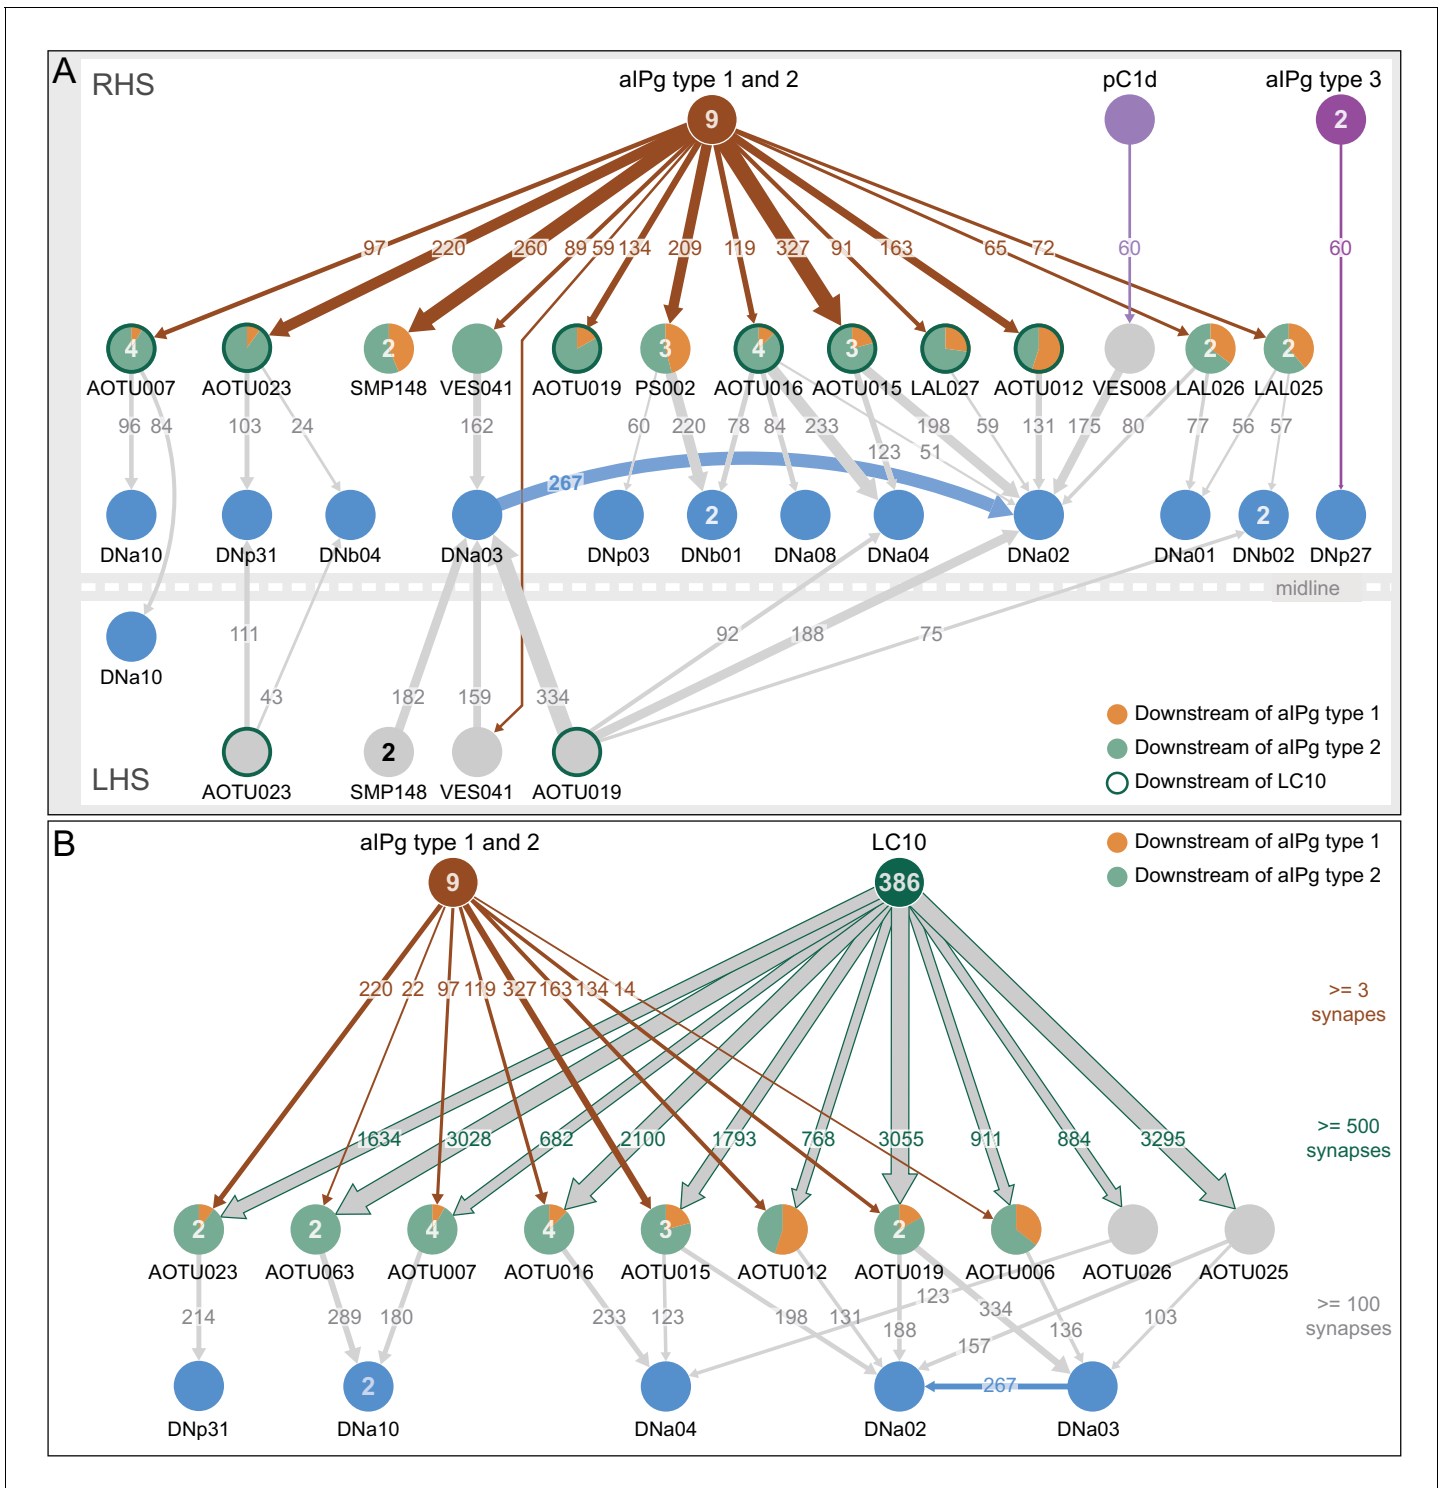 A
RHS
aIPg type 1 and 2
pC1d
aIPg type 3
9
2
97
220
260
89
59
134
209
119
327
91
163
65
72
60
60
4
2
3
4
3
2
2
AOTU007
AOTU023
SMP148
VES041
AOTU019
PS002
AOTU016
AOTU015
LAL027
AOTU012
VES008
LAL026
LAL025
96
84
103
24
162
60
220
78
84
233
123
198
51
59
131
175
80
77
56
57
267
2
2
DNa10
DNp31
DNb04
DNa03
DNp03
DNb01
DNa08
DNa04
DNa02
DNa01
DNb02
DNp27
midline
DNa10
111
43
182
159
334
92
188
75
2
LHS
AOTU023
SMP148
VES041
AOTU019
Downstream of aIPg type 1
Downstream of aIPg type 2
Downstream of LC10
B
aIPg type 1 and 2
LC10
Downstream of aIPg type 1
Downstream of aIPg type 2
9
386
220
22
97
119
327
163
134
14
>= 3
synapes
1634
3028
682
2100
1793
768
3055
911
884
3295
>= 500
synapses
2
2
4
4
3
2
AOTU023
AOTU063
AOTU007
AOTU016
AOTU015
AOTU012
AOTU019
AOTU006
AOTU026
AOTU025
214
289
180
233
123
198
131
188
123
334
157
136
103
>= 100
synapses
2
267
DNp31
DNa10
DNa04
DNa02
DNa03